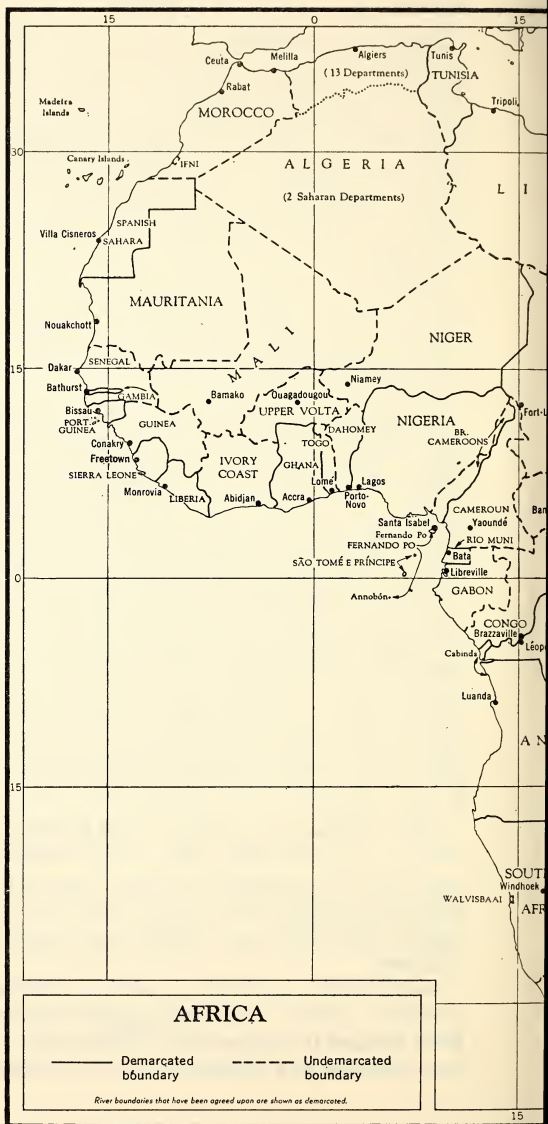 15
0
15
Ceuta
Melilla
Algiers
Tunis
(13 Departments)
TUNISIA
Rabat
Madeira
Islands
MOROCCO
Tripoli
30
Canary Islands
IFNI
ALGERIA
LI
(2 Saharan Departments)
SPANISH
SAHARA
Villa Cisneros
MAURITANIA
Nouakchott
NIGER
MALI
15
SENEGAL
Dakar
Niamey
Bathurst
GAMBIA
Bamako
Ouagadougou
UPPER VOLTA
Bissau
PORT.
GUINEA
GUINEA
DAHOMEY
NIGERIA
Fort-L
BR.
CAMEROONS
Conakry
TOGO
IVORY
COAST
GHANA
Freetown
SIERRA LEONE
Lomé
Lagos
Monrovia
LIBERIA
Abidjan
Accra
Porto-
Novo
CAMEROUN
Ban
Santa Isabel
Yaoundé
Fernando Po
FERNANDO PO
RIO MUNI
Bata
SÃO TOMÉ E PRÍNCIPE
Libreville
0
GABON
Annobón
CONGO
Brazzaville
Léopo
Cabinda
Luanda
AN
15
SOUT
Windhoek
WALVISBAAI
AFR
AFRICA
Demarcated
boundary
Undemarcated
boundary
River boundaries that have been agreed upon are shown as demarcated.
15